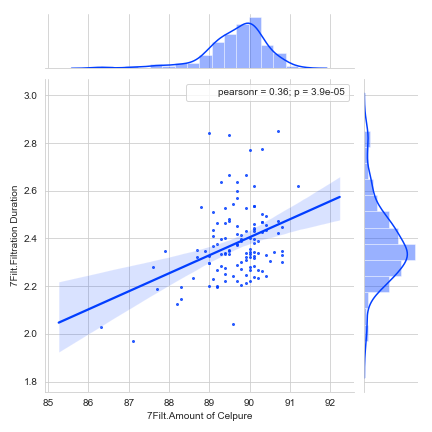 pearsonr = 0.36; p = 3.9e-05
3.0
2.8
2.6
2.4
2.2
2.0
1.8
7Filt.Filtration Duration
85 86 87 88 89 90 91 92
7Filt.Amount of Celpure